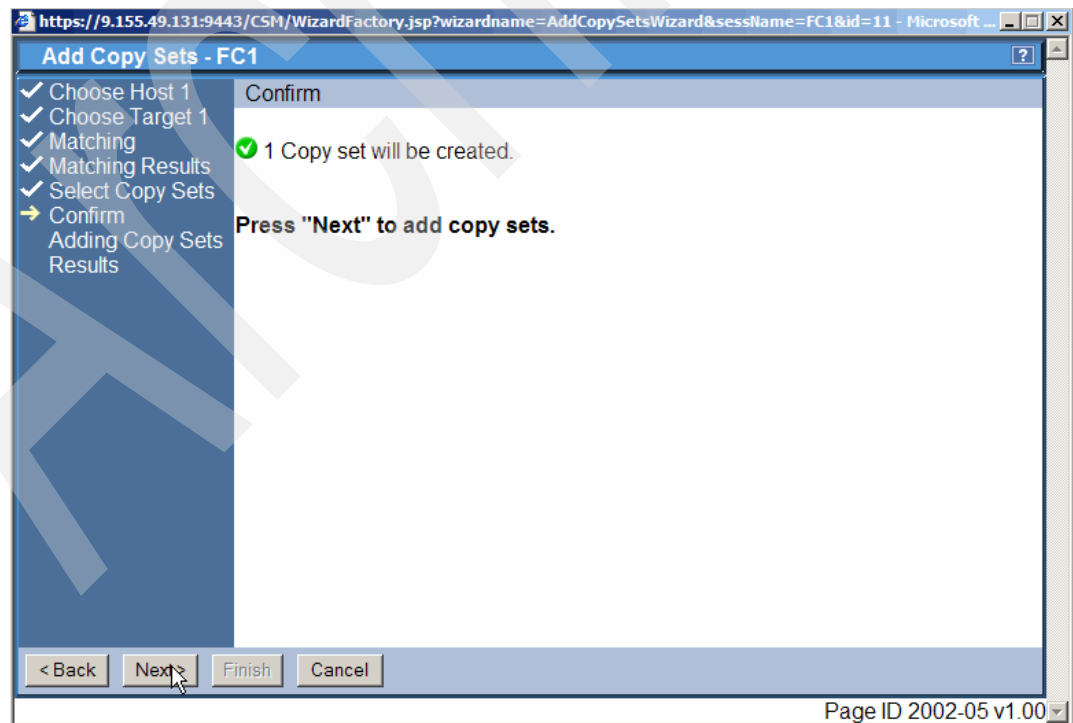 https://9.155.49.131:9443/CSM/WizardFactory.jsp?wizardname=AddCopySetsWizard&sessName=FC1&id=11 - Microsoft ...
Add Copy Sets - FC1
?
Choose Host 1
Choose Target 1
Matching
Matching Results
Select Copy Sets
Confirm
Adding Copy Sets
Results
Confirm
1 Copy set will be created.
Press "Next" to add copy sets.
< Back
Next >
Finish
Cancel
Page ID 2002-05 v1.00